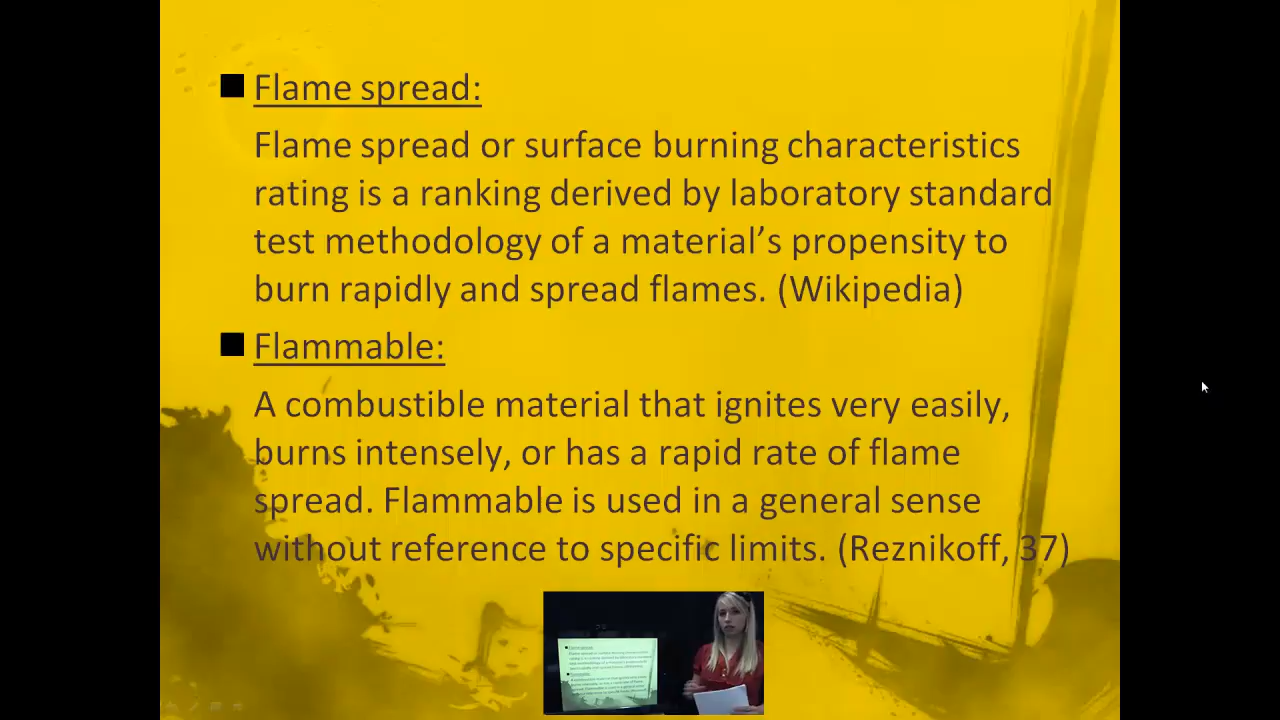 Flame spread:
Flame spread or surface burning characteristics
rating is a ranking derived by laboratory standard
test methodology of a material’s propensity to
burn rapidly and spread flames. (Wikipedia)
Flammable:
A combustible material that ignites very easily,
burns intensely, or has a rapid rate of flame
spread. Flammable is used in a general sense
without reference to specific limits. (Reznikoff, 37)